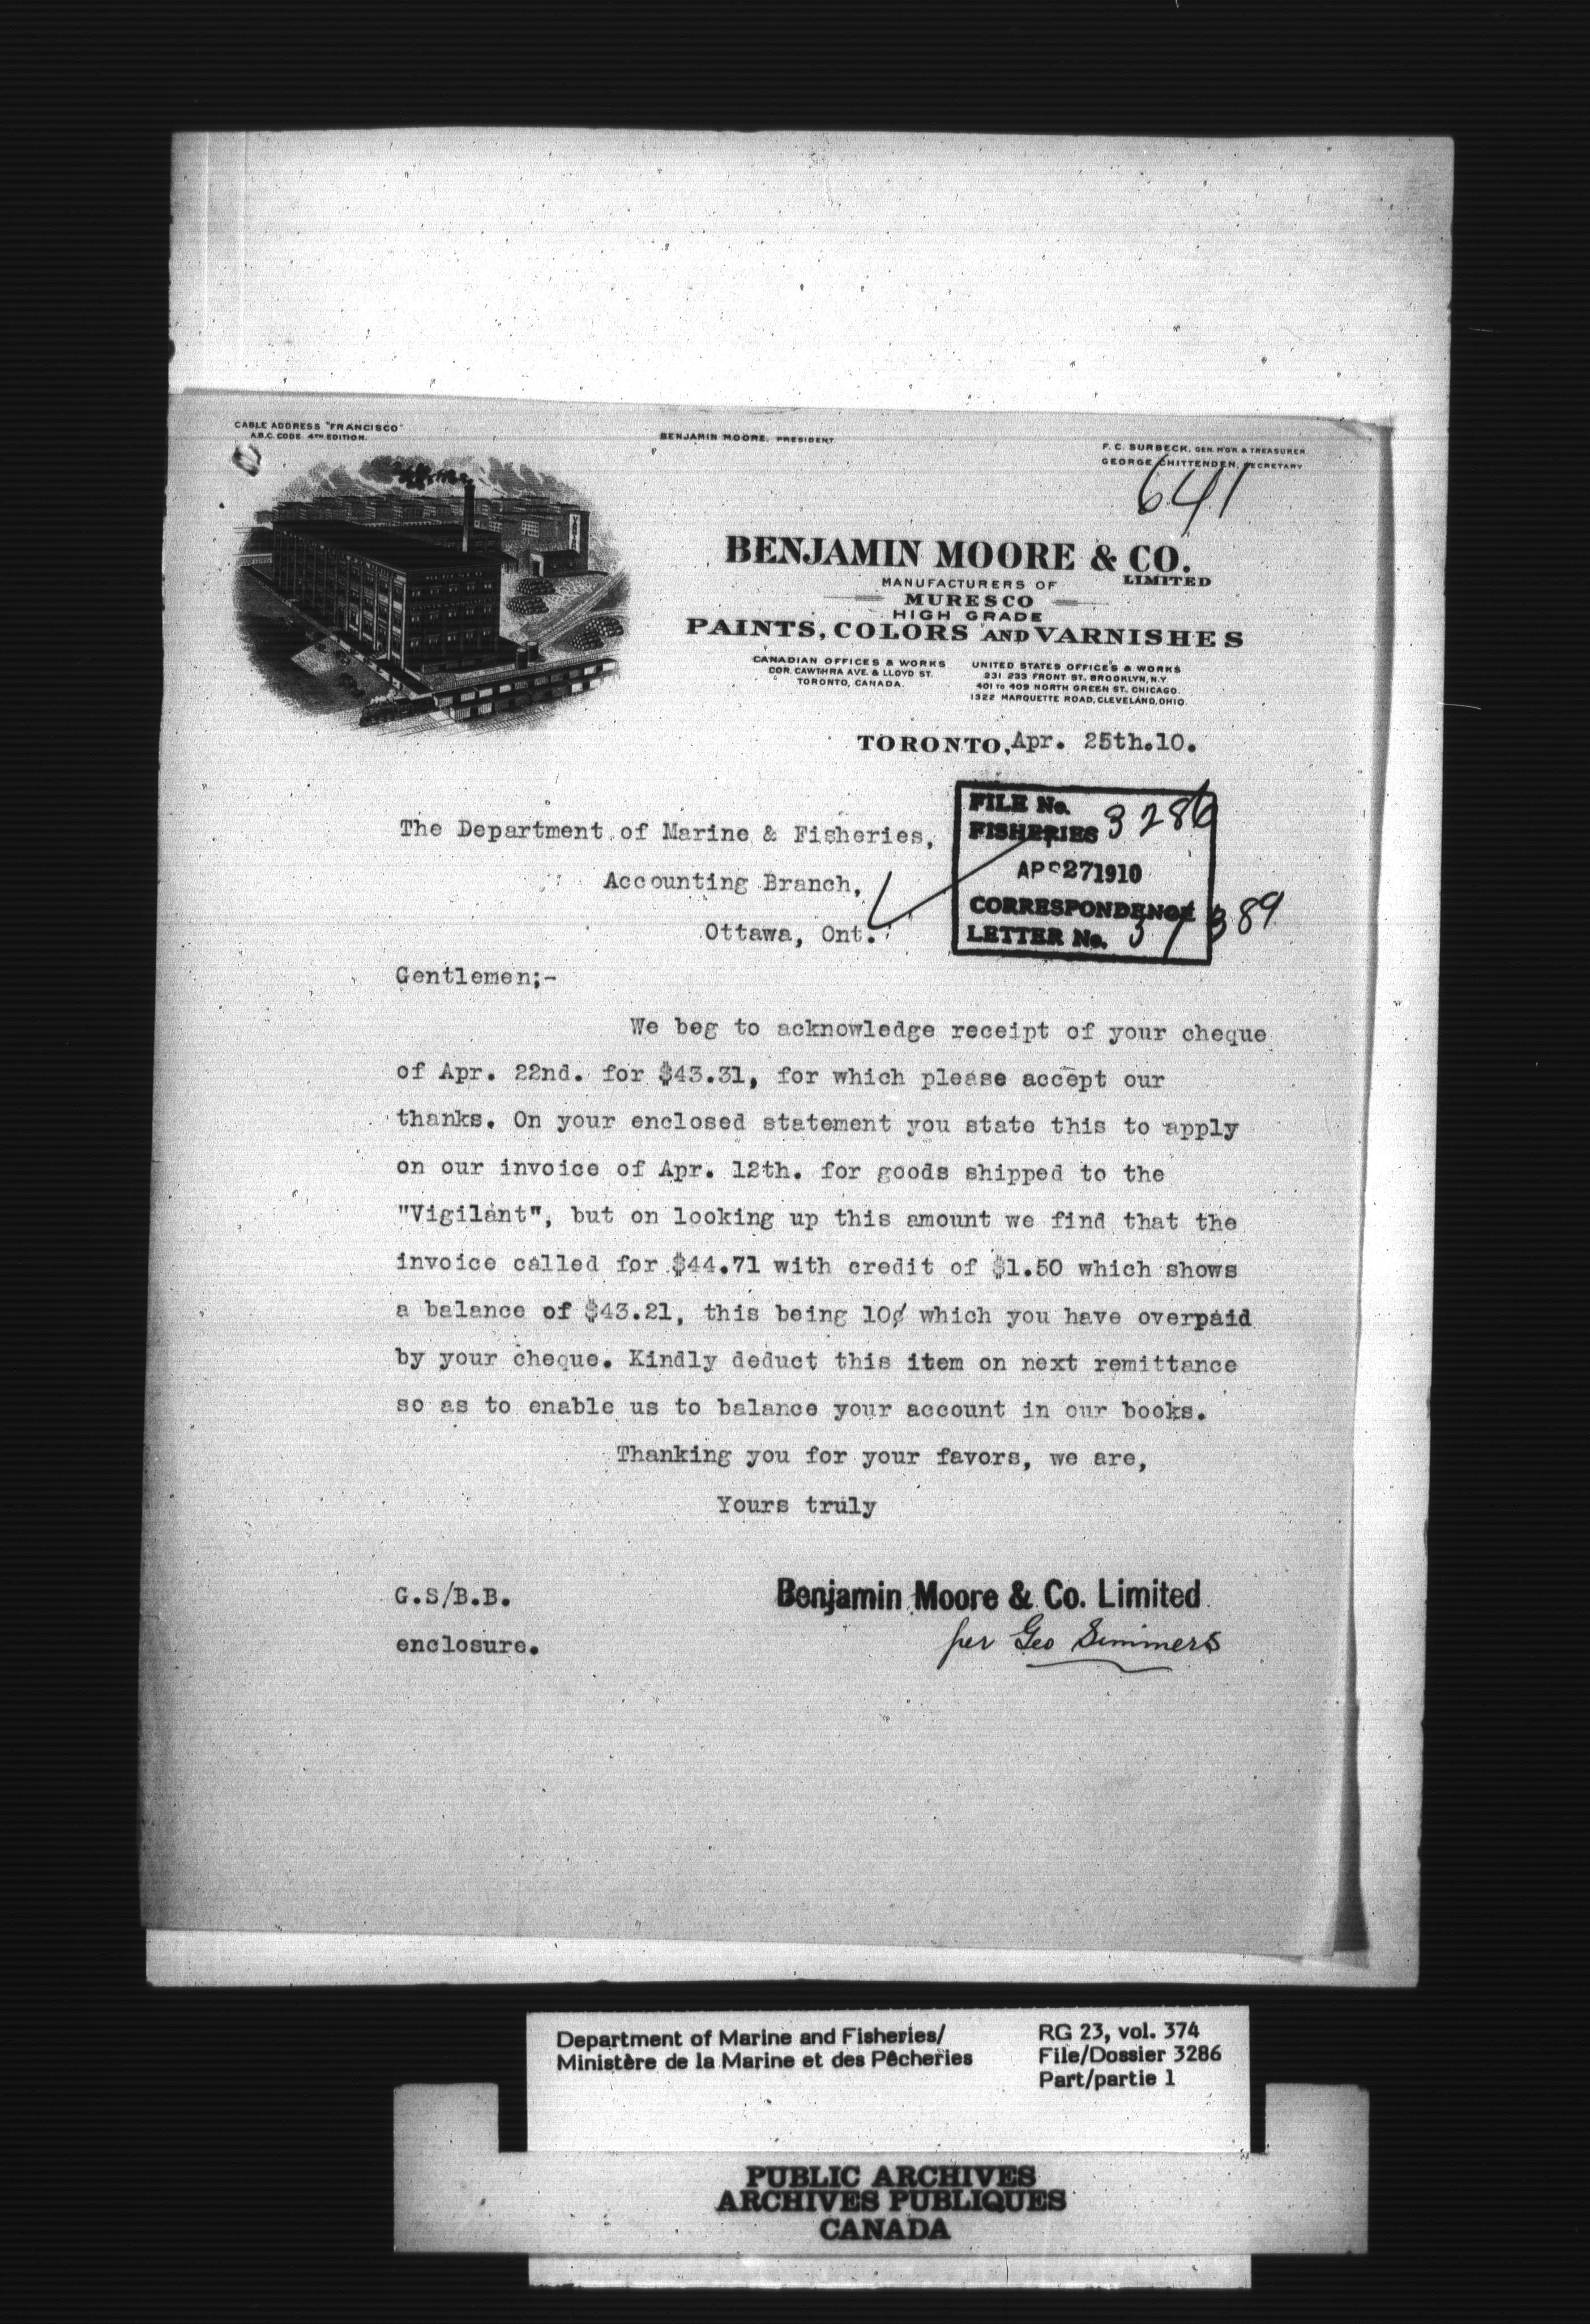 CABLE ADDRESS "FRANCISCO"
A.B.C. CODE 4TH EDITION.
BENJAMIN MOORE, PRESIDENT.
F. C. SURBECK, GEN. M'G'R. & TREASURER
GEORGE CHITTENDEN, SECRETARY
641
BENJAMIN MOORE & CO.
LIMITED
MANUFACTURERS OF
MURESCO
HIGH GRADE
PAINTS, COLORS AND VARNISHES
CANADIAN OFFICES & WORKS
COR. CAWTHRA AVE. & LLOYD ST.
TORONTO, CANADA.
UNITED STATES OFFICES & WORKS
231 233 FRONT ST. BROOKLYN, N.Y.
401 TO 409 NORTH GREEN ST. CHICAGO.
1322 MARQUETTE ROAD, CLEVELAND, OHIO.
TORONTO, Apr. 25th.10.
FILE No. 3286
FISHERIES
APR 27 1910
CORRESPONDENCE
LETTER No. 389
The Department of Marine & Fisheries,
Accounting Branch,
Ottawa, Ont.
Gentlemen;-
We beg to acknowledge receipt of your cheque
of Apr. 22nd. for $43.31, for which please accept our
thanks. On your enclosed statement you state this to apply
on our invoice of Apr. 12th. for goods shipped to the
"Vigilant", but on looking up this amount we find that the
invoice called for $44.71 with credit of $1.50 which shows
a balance of $43.21, this being 10¢ which you have overpaid
by your cheque. Kindly deduct this item on next remittance
so as to enable us to balance your account in our books.
Thanking you for your favors, we are,
Yours truly
G.S/B.B.
Benjamin Moore & Co. Limited
per Geo Simmers
enclosure.
Department of Marine and Fisheries/
Ministère de la Marine et des Pêcheries
RG 23, vol. 374
File/Dossier 3286
Part/partie 1
PUBLIC ARCHIVES
ARCHIVES PUBLIQUES
CANADA